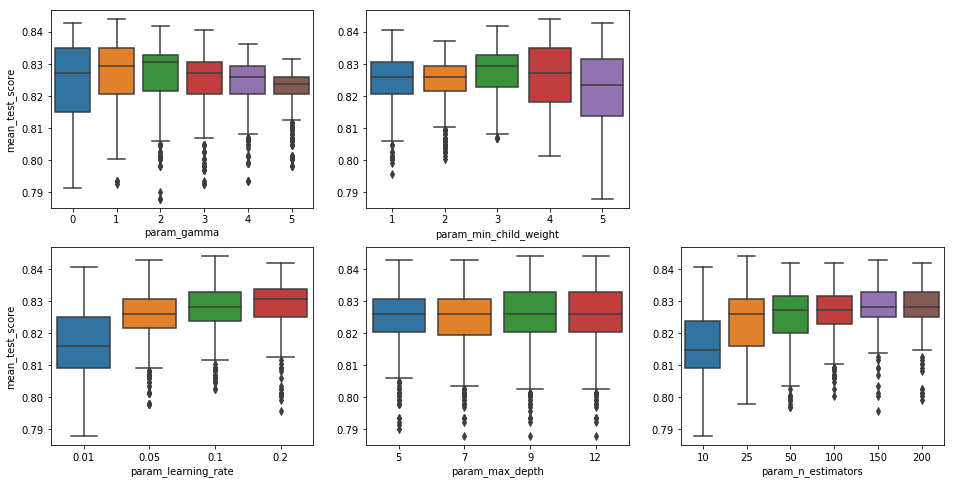 mean_test_score
0.84
0.83
0.82
0.81
0.80
0.79
0 1 2 3 4 5
param_gamma
0.84
0.83
0.82
0.81
0.80
0.79
1 2 3 4 5
param_min_child_weight
mean_test_score
0.84
0.83
0.82
0.81
0.80
0.79
0.01 0.05 0.1 0.2
param_learning_rate
0.84
0.83
0.82
0.81
0.80
0.79
5 7 9 12
param_max_depth
0.84
0.83
0.82
0.81
0.80
0.79
10 25 50 100 150 200
param_n_estimators